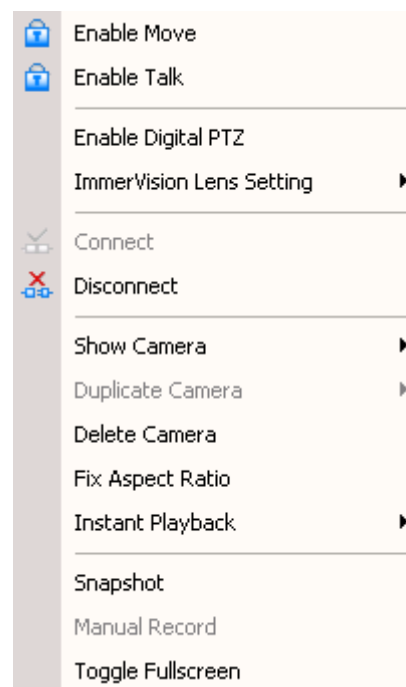 Enable Move
Enable Talk
Enable Digital PTZ
ImmerVision Lens Setting
Connect
Disconnect
Show Camera
Duplicate Camera
Delete Camera
Fix Aspect Ratio
Instant Playback
Snapshot
Manual Record
Toggle Fullscreen